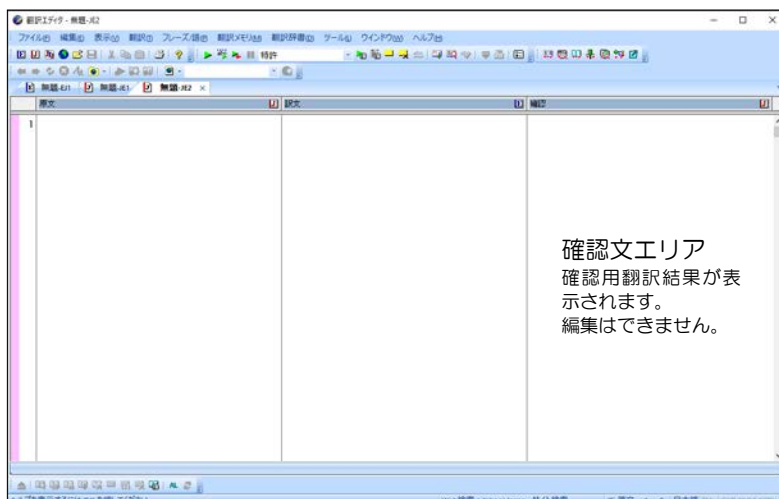 翻訳エディタ - 無題-JE2
ファイル(F) 編集(E) 表示(V) 翻訳(T) フレーズ/語(P) 翻訳メモリ(M) 翻訳辞書(D) ツール(L) ウインドウ(W) ヘルプ(H)
特許
無題-EJ1 無題-JE1 無題-JE2 ×
原文 訳文 確認
1
確認文エリア
確認用翻訳結果が表
示されます。
編集はできません。